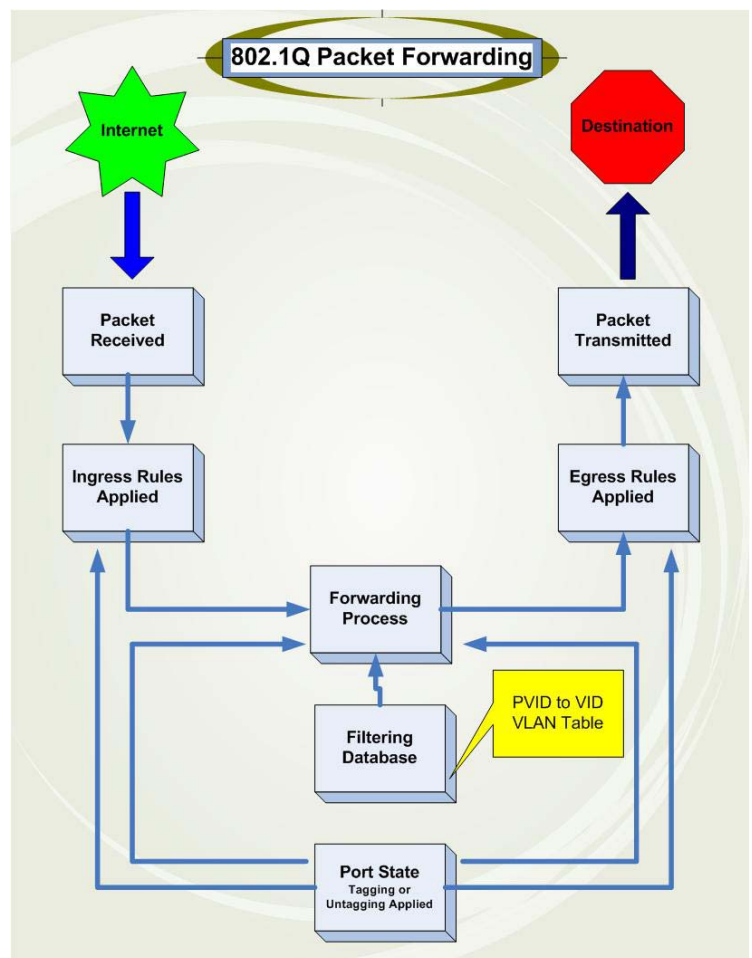 802.1Q Packet Forwarding
Internet
Destination
Packet
Received
Packet
Transmitted
Ingress Rules
Applied
Egress Rules
Applied
Forwarding
Process
PVID to VID
VLAN Table
Filtering
Database
Port State
Tagging or
Untagging Applied